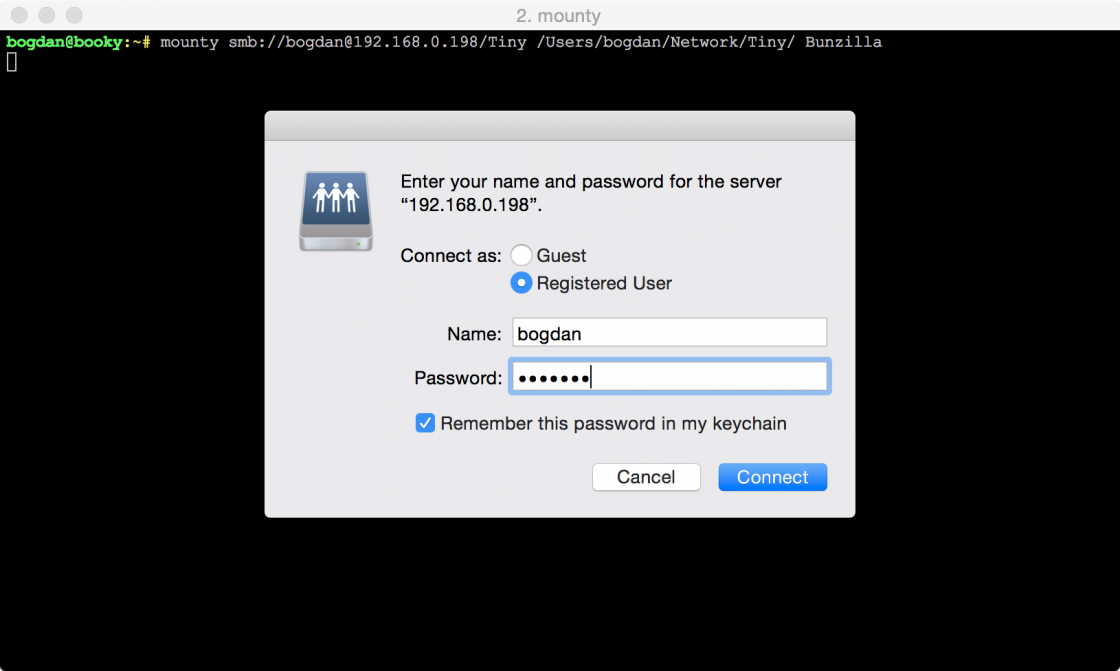 2. mounty
bogdan@booky:~# mounty smb://bogdan@192.168.0.198/Tiny /Users/bogdan/Network/Tiny/ Bunzilla
Enter your name and password for the server
“192.168.0.198”.
Connect as: Guest
Registered User
Name: bogdan
Password: •••••••
Remember this password in my keychain
Cancel Connect